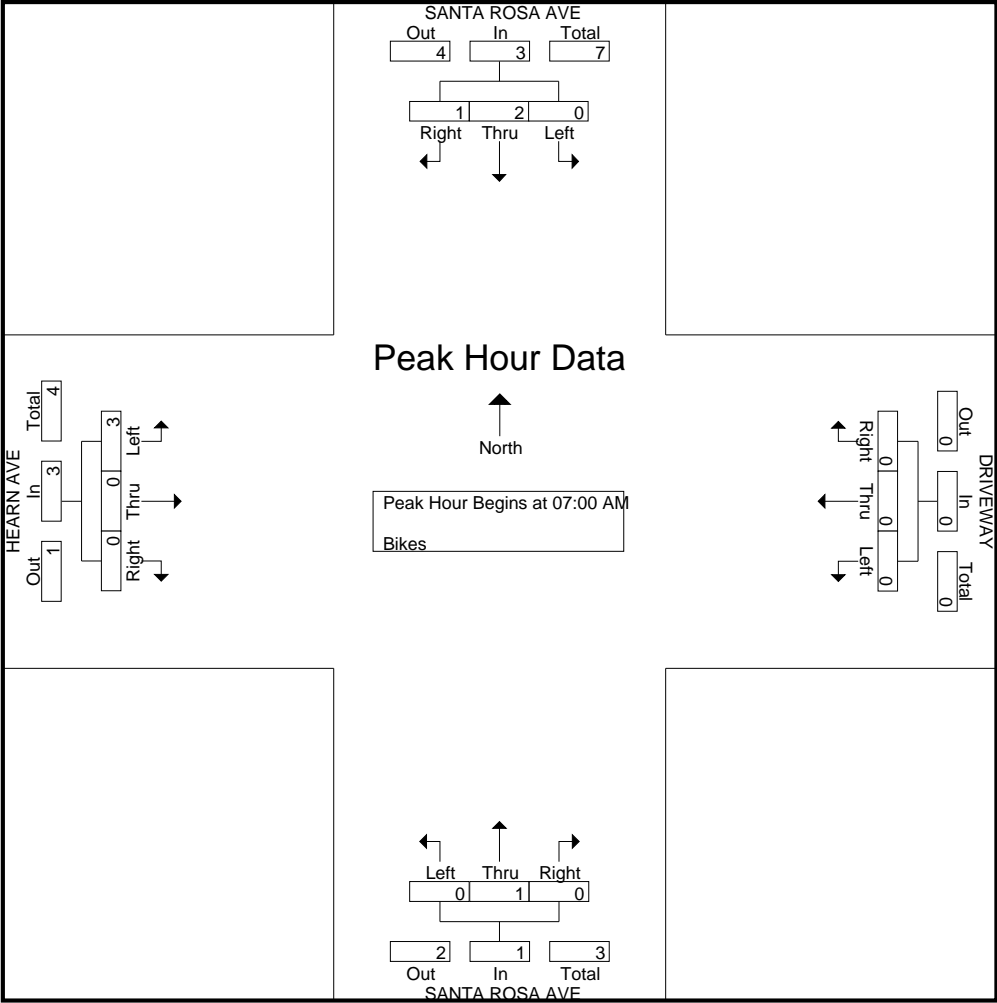 SANTA ROSA AVE
Out In Total
4 3 7
1 2 0
Right Thru Left
Peak Hour Data
North
Peak Hour Begins at 07:00 AM
Bikes
HEARN AVE
Total In Out
4 3 1
3 0 0
Left Thru Right
DRIVEWAY
Out In Total
0 0 0
Right Thru Left
0 0 0
Left Thru Right
0 1 0
2 1 3
Out In Total
SANTA ROSA AVE